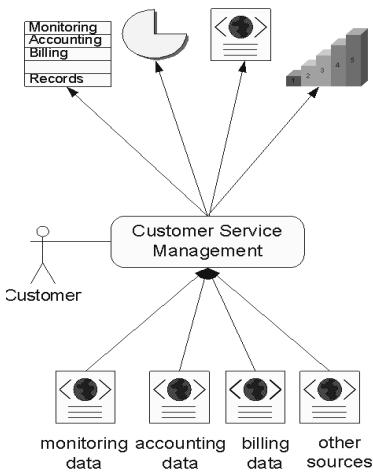 Monitoring
Accounting
Billing
Records
1 2 3 4 5
Customer Service
Management
Customer
monitoring
data
accounting
data
billing
data
other
sources